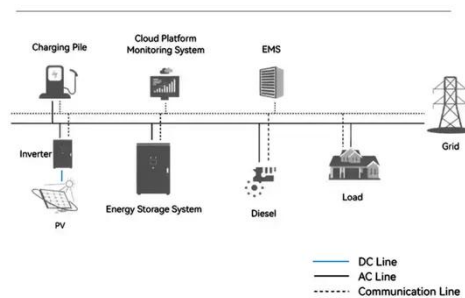 Charging Pile
Cloud Platform
Monitoring System
EMS
Grid
Inverter
PV
Energy Storage System
Diesel
Load
DC Line
AC Line
Communication Line